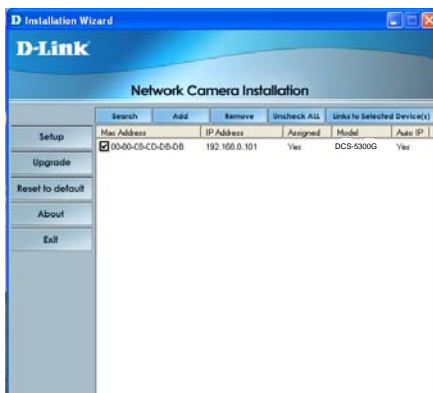 D Installation Wizard
D-Link
Network Camera Installation
Search Add Remove Uncheck ALL Links to Selected Device(s)
Mac Address IP Address Assigned Model Auto IP
00-80-C8-CD-DB-DB 192.168.0.101 Yes DCS-5300G Yes
Setup
Upgrade
Reset to default
About
Exit